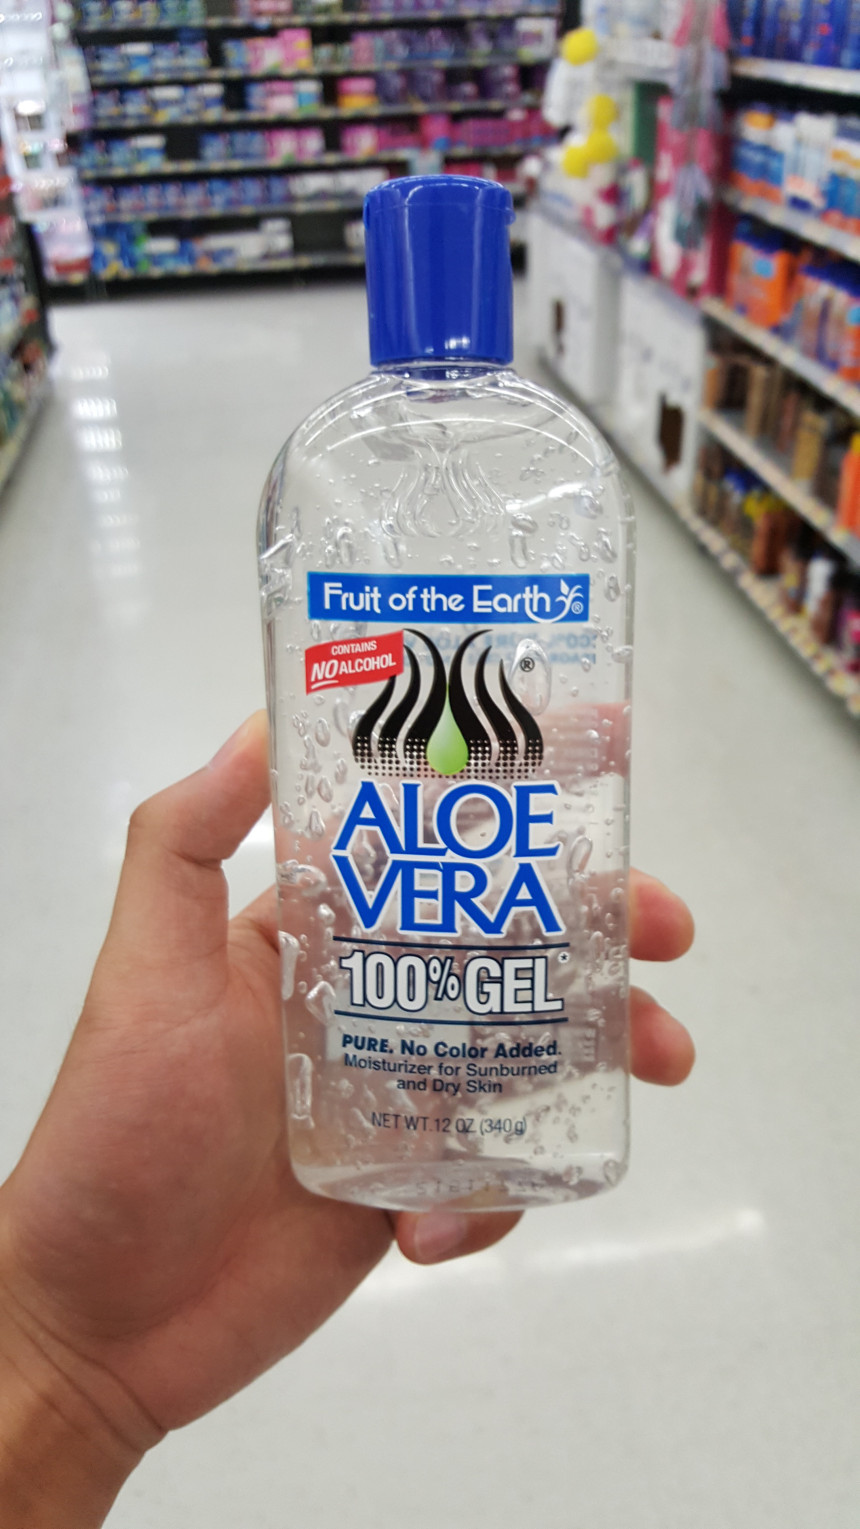 Fruit of the Earth ®
CONTAINS
NO ALCOHOL
®
ALOE
VERA
100% GEL*
PURE. No Color Added.
Moisturizer for Sunburned
and Dry Skin
NET WT. 12 OZ (340g)